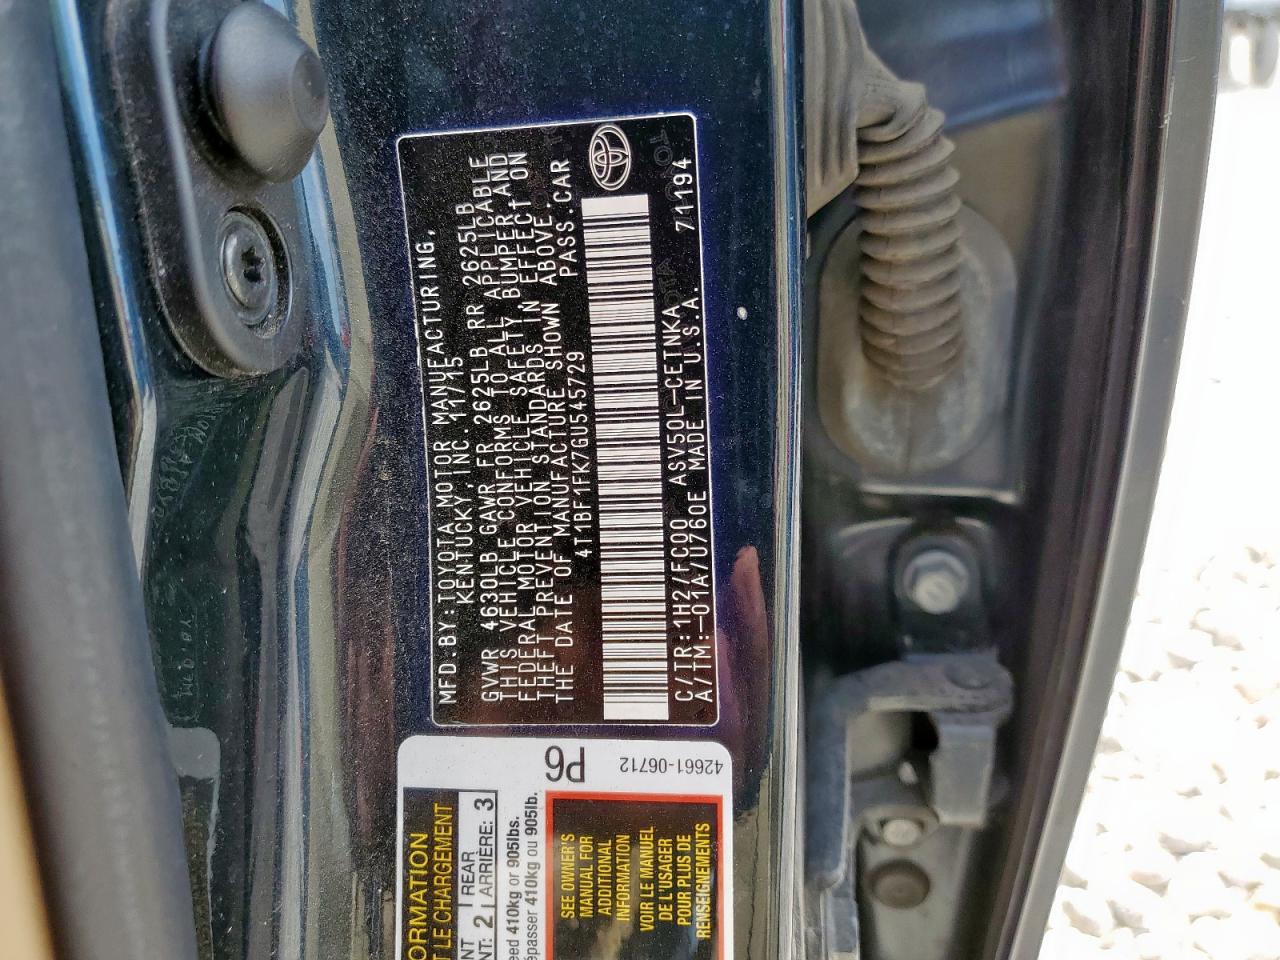 MFD.BY:TOYOTA MOTOR MANUFACTURING,
KENTUCKY,INC. 11/15
GVWR 4630LB GAWR FR 2625LB RR 2625LB
THIS VEHICLE CONFORMS TO ALL APPLICABLE
FEDERAL MOTOR VEHICLE SAFETY,BUMPER,AND
THEFT PREVENTION STANDARDS IN EFFECT ON
THE DATE OF MANUFACTURE SHOWN ABOVE.
4T1BF1FK7GU545729 PASS.CAR
C/TR:1H2/FC00 ASV50L-CETNKA 71194
A/TM:-01A/U760E MADE IN U.S.A.
P6
42661-06712
ORMATION
LE CHARGEMENT
2 REAR 3
2 ARRIÈRE: 3
eed 410kg or 905lbs.
épasser 410kg ou 905lb.
SEE OWNER'S
MANUAL FOR
ADDITIONAL
INFORMATION
VOIR LE MANUEL
DE L'USAGER
POUR PLUS DE
RENSEIGNEMENTS